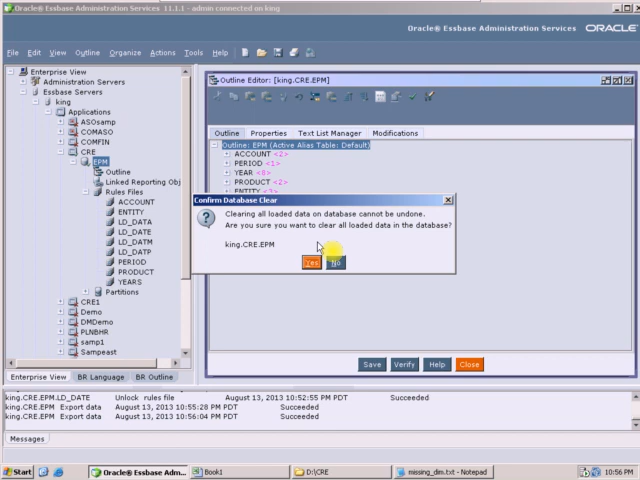 Oracle® Essbase Administration Services 11.1.1 - admin connected on king
Oracle® Essbase Administration Services ORACLE
File Edit View Outline Organize Actions Tools Help
Enterprise View
Administration Servers
Essbase Servers
king
Applications
ASOsamp
COMASO
COMFIN
CRE
EPM
Outline
Linked Reporting Obj
Rules Files
ACCOUNT
ENTITY
LD_DATA
LD_DATE
LD_DATM
LD_DATP
PERIOD
PRODUCT
YEARS
Partitions
CRE1
Demo
DMDemo
PLNBHR
samp1
Sampeast
Enterprise View BR Language BR Outline
Outline Editor: [king.CRE.EPM]
Outline Properties Text List Manager Modifications
Outline: EPM (Active Alias Table: Default)
ACCOUNT <2>
PERIOD <1>
YEAR <8>
PRODUCT <2>
ENTITY <3>
Confirm Database Clear
Clearing all loaded data on database cannot be undone.
Are you sure you want to clear all loaded data in the database?
king.CRE.EPM
Yes No
Save Verify Help Close
king.CRE.EPM.LD_DATE Unlock rules file August 13, 2013 10:52:55 PM PDT Succeeded
king.CRE.EPM Export data August 13, 2013 10:55:28 PM PDT Succeeded
king.CRE.EPM Export data August 13, 2013 10:56:04 PM PDT Succeeded
Messages
Start Oracle® Essbase Adm... Book1 D:\CRE missing_dim.txt - Notepad 10:56 PM